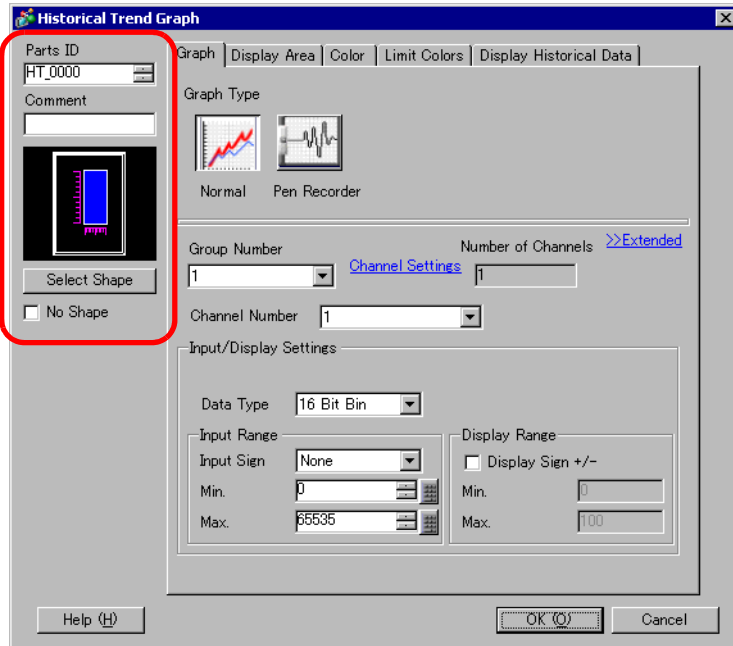 Historical Trend Graph
Parts ID
HT_0000
Comment
Select Shape
No Shape
Graph
Display Area
Color
Limit Colors
Display Historical Data
Graph Type
Normal
Pen Recorder
Group Number
1
Channel Settings
Number of Channels
1
>>Extended
Channel Number
1
Input/Display Settings
Data Type
16 Bit Bin
Input Range
Input Sign
None
Min.
0
Max.
65535
Display Range
Display Sign +/-
Min.
0
Max.
100
Help (H)
OK (O)
Cancel